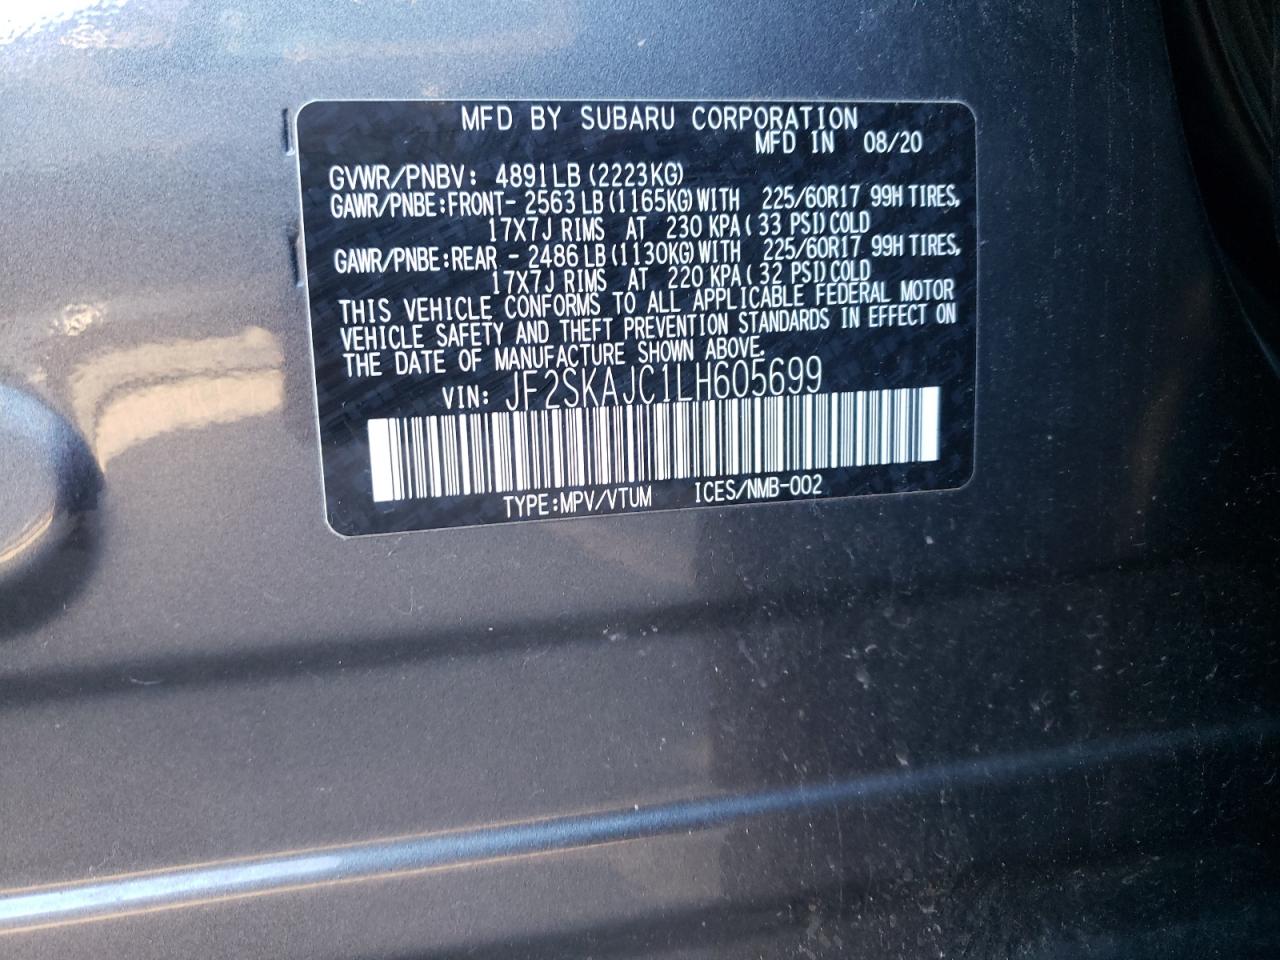 MFD BY SUBARU CORPORATION
MFD IN 08/20
GVWR/PNBV: 4891LB (2223KG)
GAWR/PNBE:FRONT- 2563 LB (1165KG) WITH 225/60R17 99H TIRES,
17X7J RIMS AT 230 KPA( 33 PSI)COLD
GAWR/PNBE:REAR - 2486 LB (1130KG) WITH 225/60R17 99H TIRES,
17X7J RIMS AT 220 KPA( 32 PSI)COLD
THIS VEHICLE CONFORMS TO ALL APPLICABLE FEDERAL MOTOR
VEHICLE SAFETY AND THEFT PREVENTION STANDARDS IN EFFECT ON
THE DATE OF MANUFACTURE SHOWN ABOVE.
VIN: JF2SKAJC1LH605699
TYPE:MPV/VTUM ICES/NMB-002